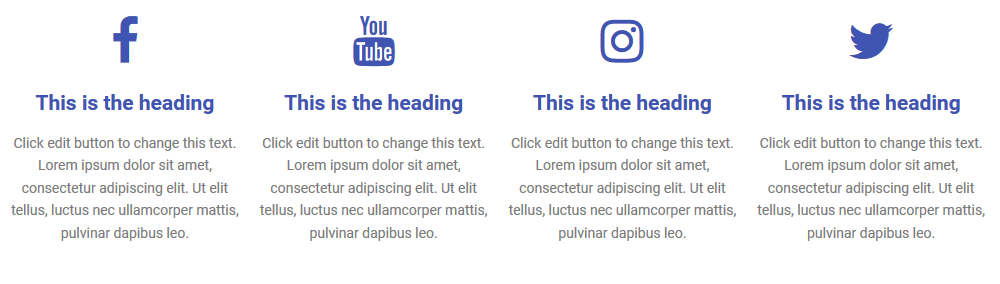 You
Tube
This is the heading
Click edit button to change this text.
Lorem ipsum dolor sit amet,
consectetur adipiscing elit. Ut elit
tellus, luctus nec ullamcorper mattis,
pulvinar dapibus leo.
This is the heading
Click edit button to change this text.
Lorem ipsum dolor sit amet,
consectetur adipiscing elit. Ut elit
tellus, luctus nec ullamcorper mattis,
pulvinar dapibus leo.
This is the heading
Click edit button to change this text.
Lorem ipsum dolor sit amet,
consectetur adipiscing elit. Ut elit
tellus, luctus nec ullamcorper mattis,
pulvinar dapibus leo.
This is the heading
Click edit button to change this text.
Lorem ipsum dolor sit amet,
consectetur adipiscing elit. Ut elit
tellus, luctus nec ullamcorper mattis,
pulvinar dapibus leo.